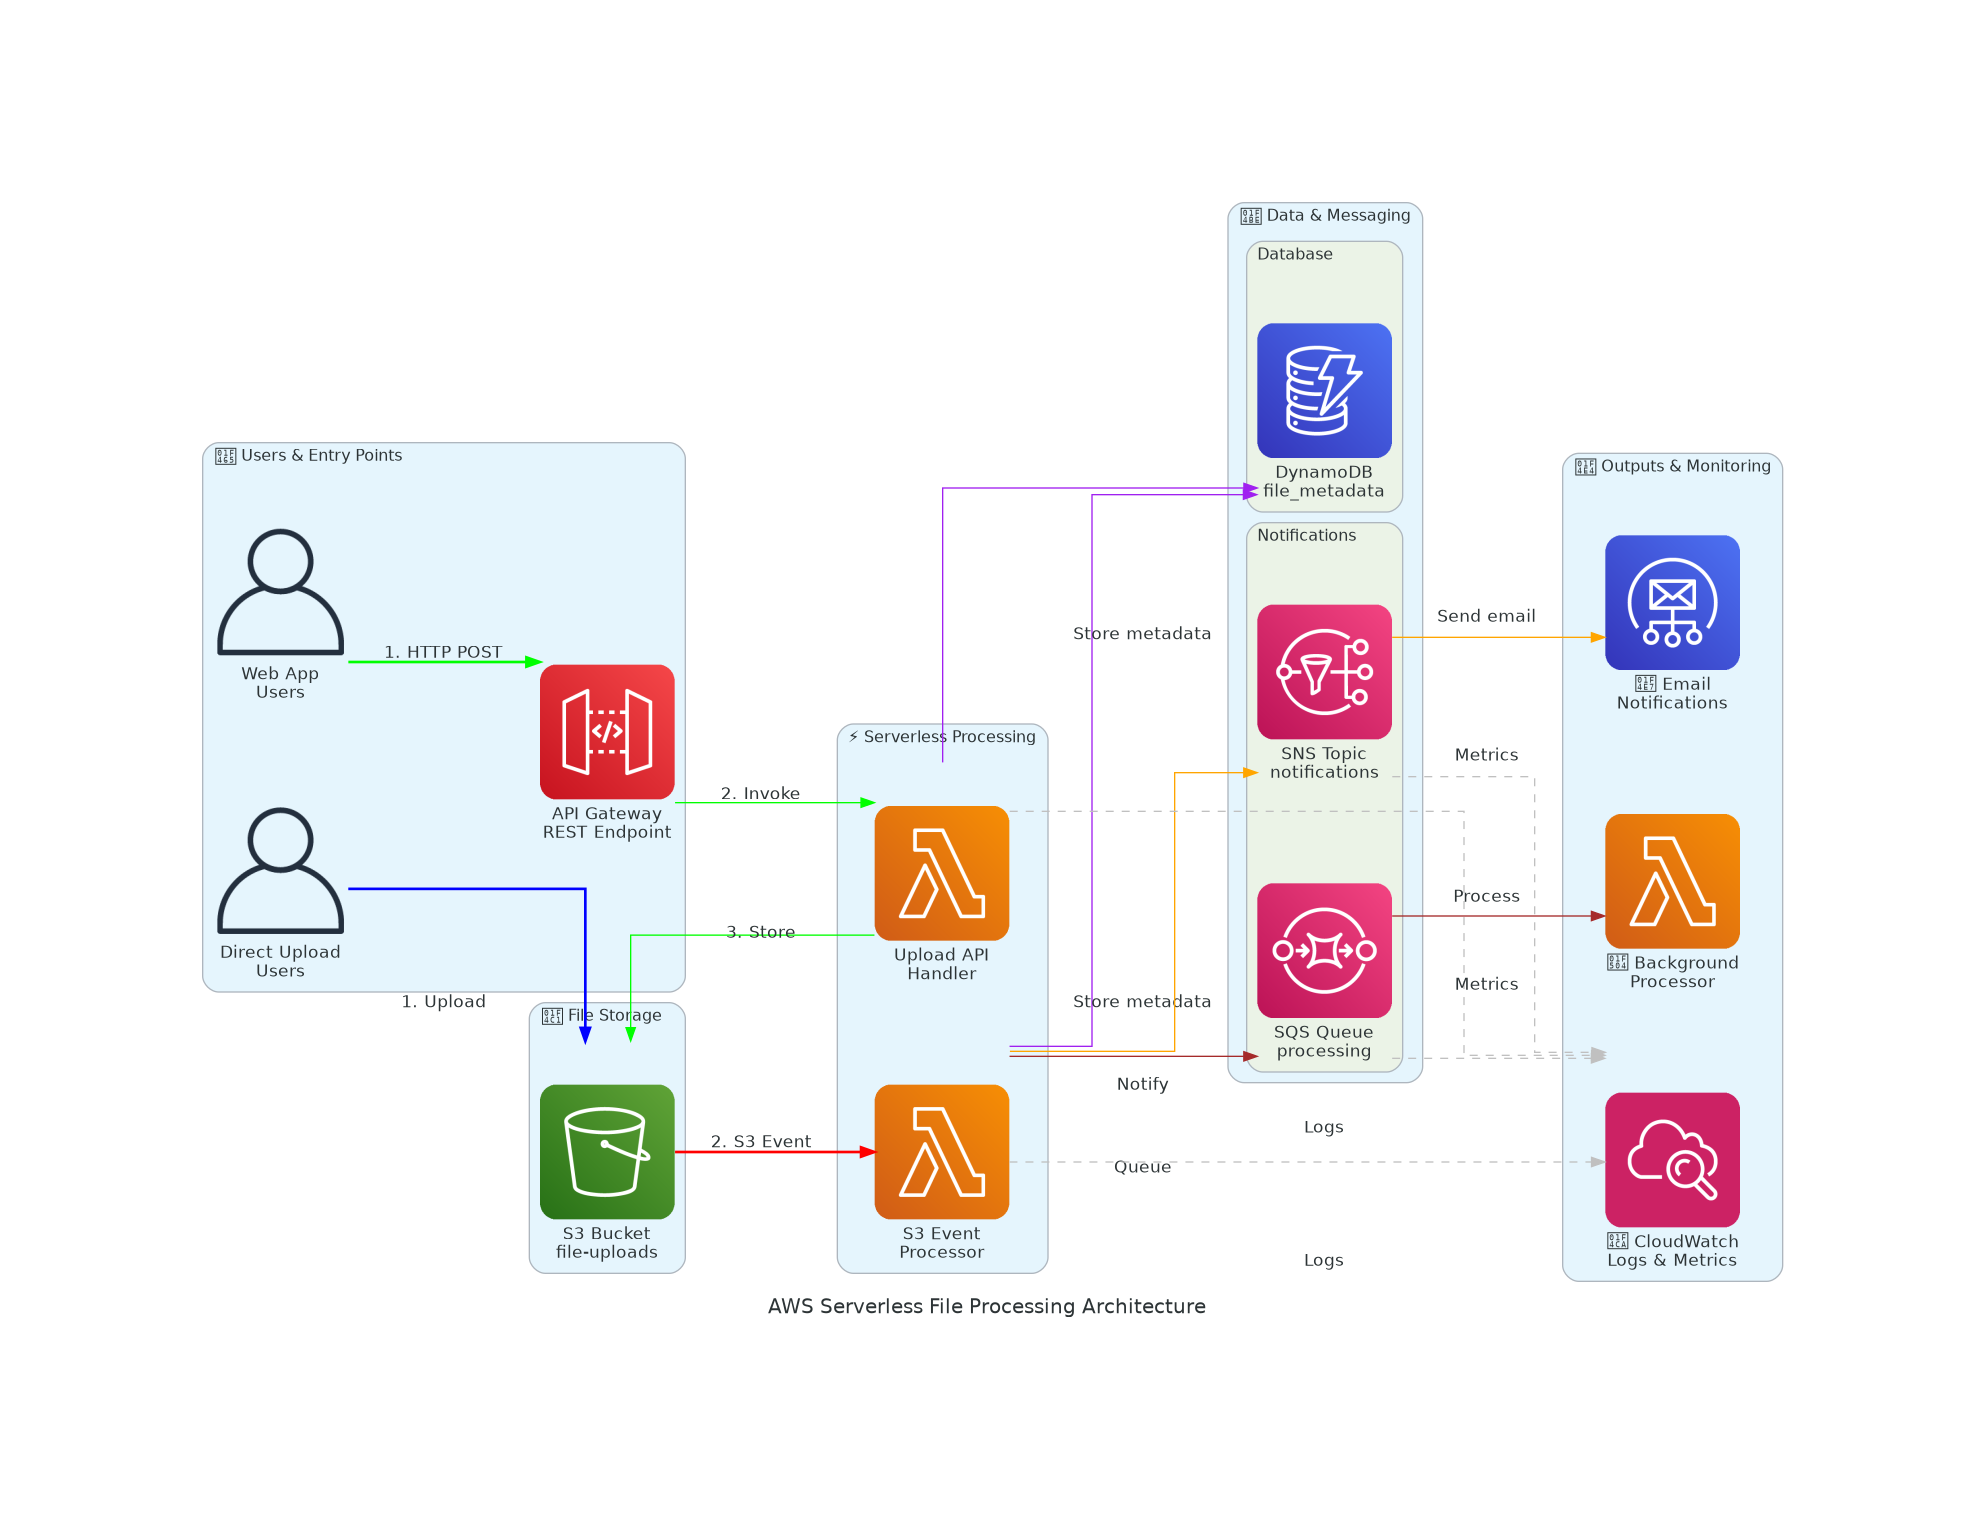 Data & Messaging
Database
DynamoDB
file_metadata
Users & Entry Points
Outputs & Monitoring
Notifications
Web App
Users
1. HTTP POST
Store metadata
Send email
Email
Notifications
API Gateway
REST Endpoint
⚡ Serverless Processing
SNS Topic
notifications
Metrics
2. Invoke
Direct Upload
Users
3. Store
Upload API
Handler
Process
Background
Processor
Metrics
1. Upload
File Storage
Store metadata
SQS Queue
processing
Notify
Logs
2. S3 Event
Queue
S3 Bucket
file-uploads
S3 Event
Processor
CloudWatch
Logs & Metrics
Logs
AWS Serverless File Processing Architecture